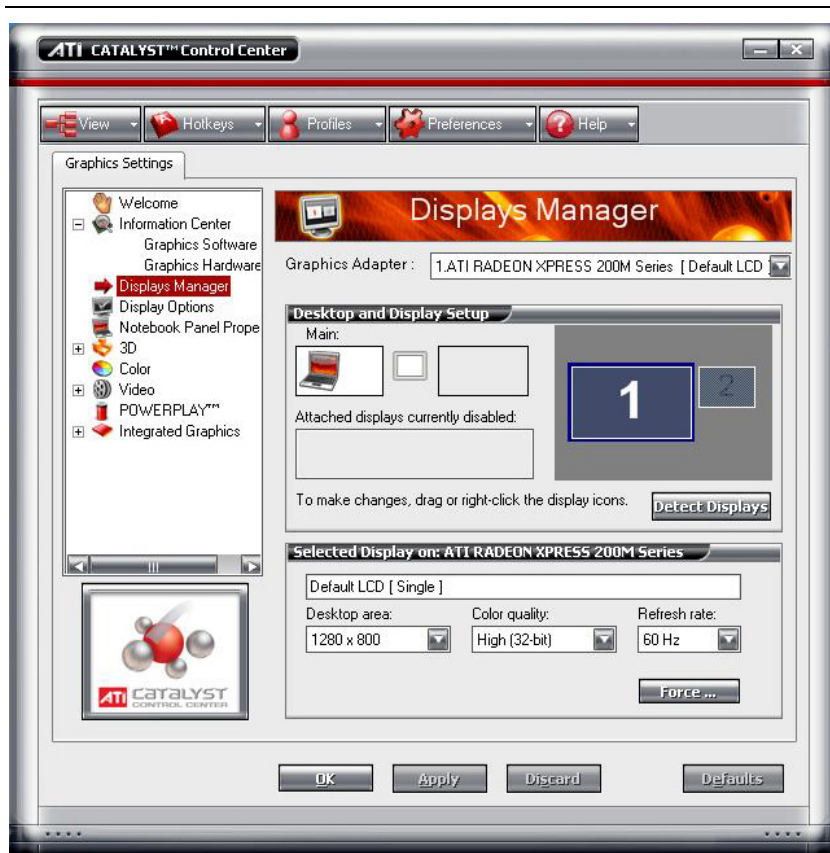 ATI CATALYST™ Control Center
View
Hotkeys
Profiles
Preferences
Help
Graphics Settings
Welcome
Information Center
Graphics Software
Graphics Hardware
Displays Manager
Display Options
Notebook Panel Prope
3D
Color
Video
POWERPLAY™
Integrated Graphics
ATI CATALYST
CONTROL CENTER
Displays Manager
Graphics Adapter :
1.ATI RADEON XPRESS 200M Series [ Default LCD ]
Desktop and Display Setup
Main:
1
2
Attached displays currently disabled:
To make changes, drag or right-click the display icons.
Detect Displays
Selected Display on: ATI RADEON XPRESS 200M Series
Default LCD [ Single ]
Desktop area:
Color quality:
Refresh rate:
1280 x 800
High (32-bit)
60 Hz
Force ...
OK
Apply
Discard
Defaults